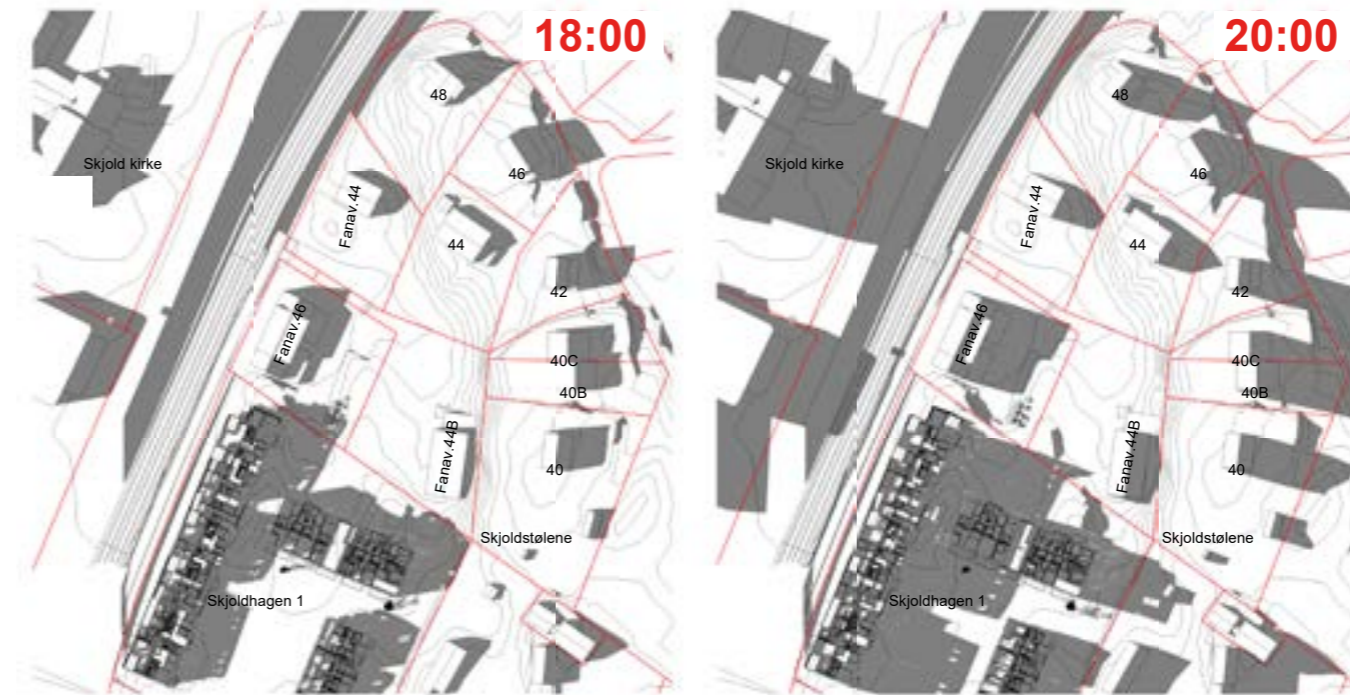 18:00
48
Skjold kirke
46
Fanav.44
44
42
Fanav.46
40C
40B
Fanav.44B
40
Skjoldstølene
Skjoldhagen 1
20:00
48
Skjold kirke
46
Fanav.44
44
42
Fanav.46
40C
40B
Fanav.44B
40
Skjoldstølene
Skjoldhagen 1